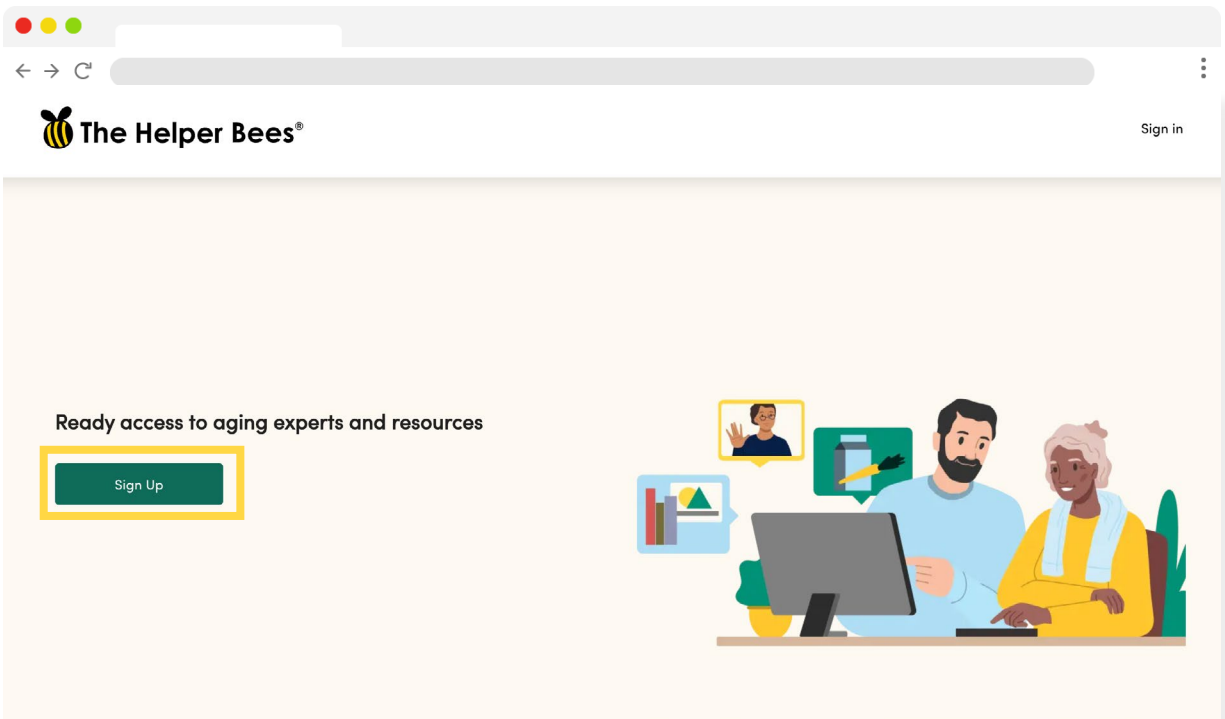 The Helper Bees®
Sign in
Ready access to aging experts and resources
Sign Up